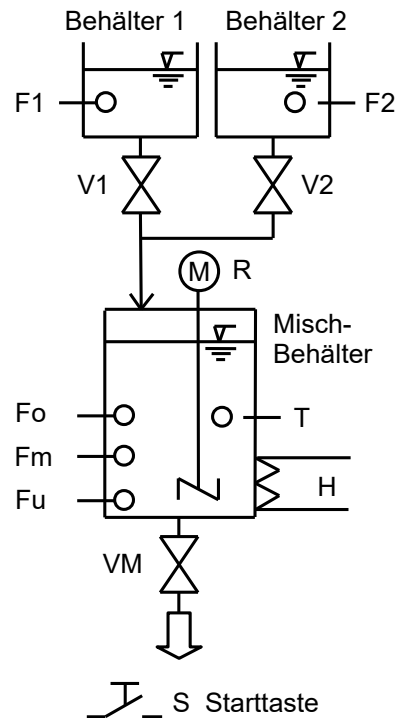 Behälter 1 Behälter 2
F1 F2
V1 V2
M R
Misch-
Behälter
Fo T
Fm
H
Fu
VM
S Starttaste